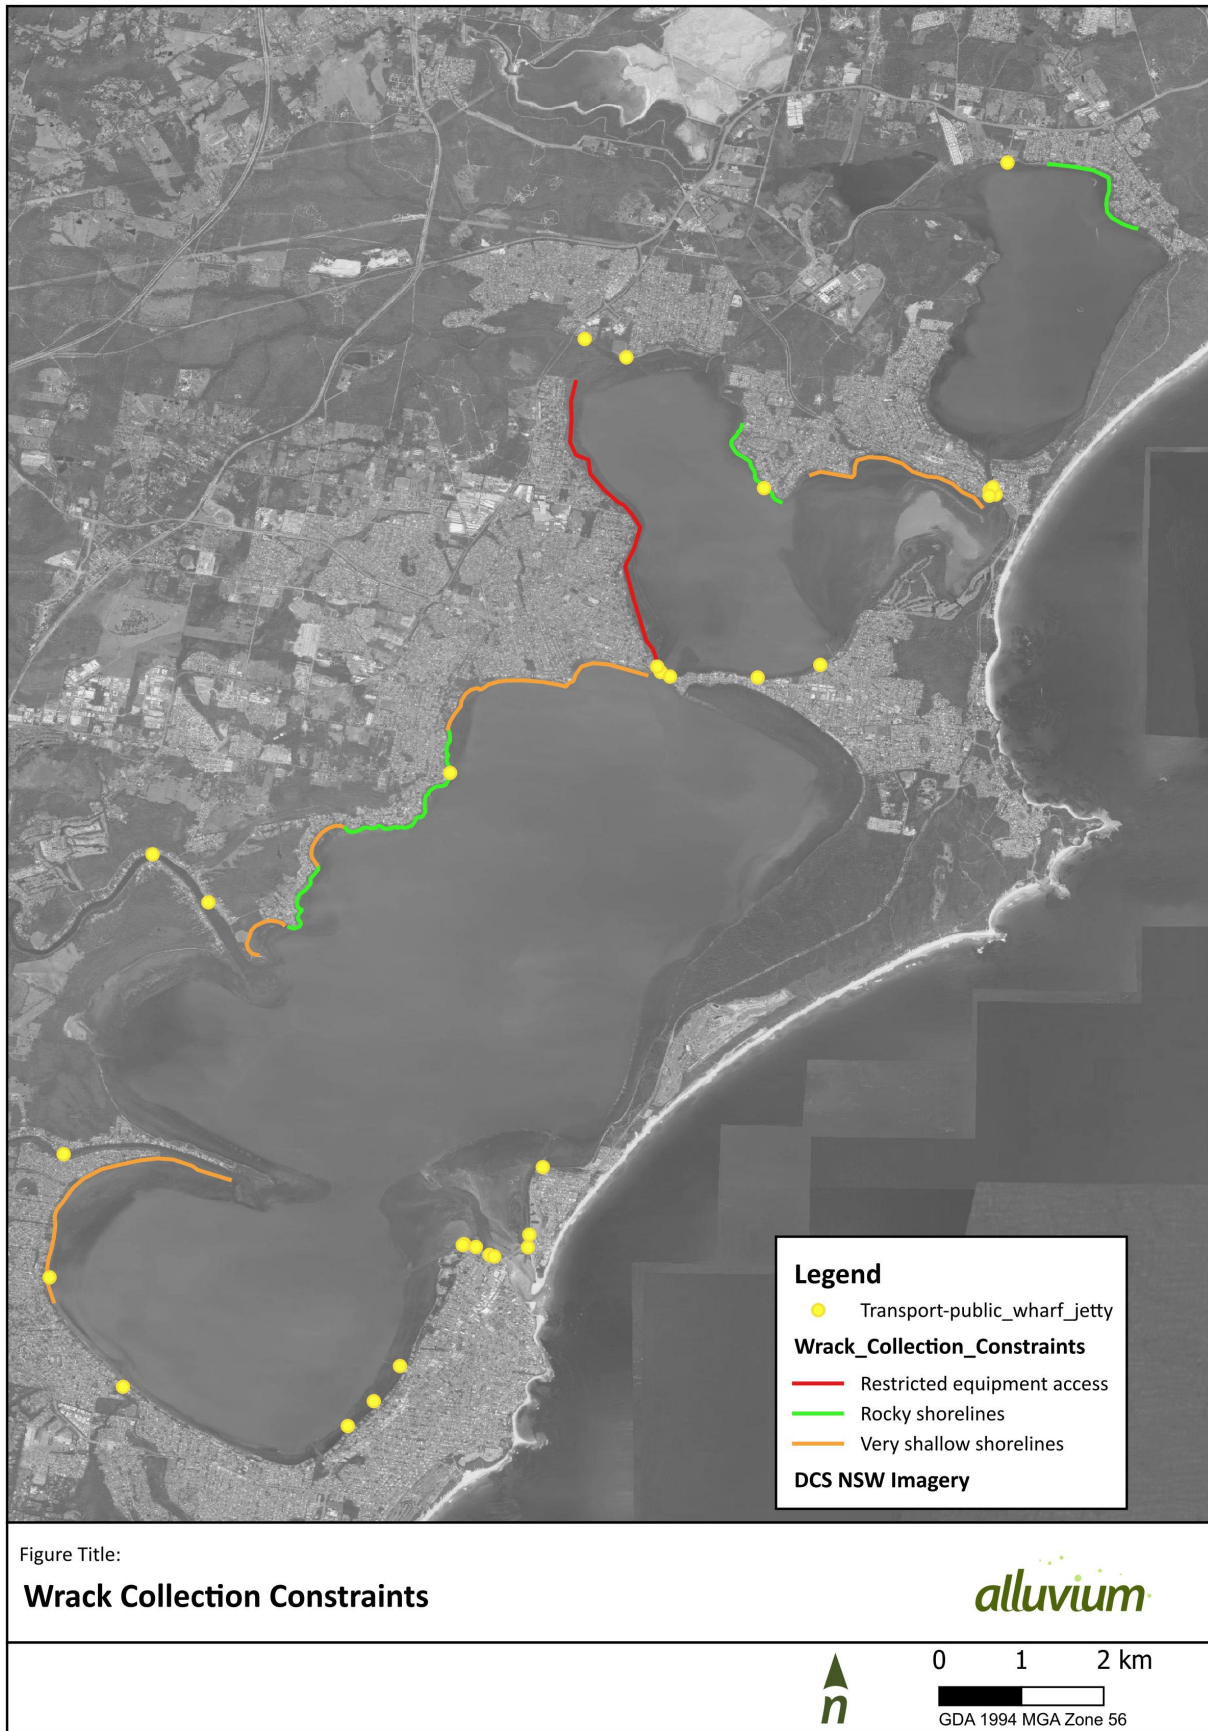 Legend
Transport-public_wharf_jetty
Wrack_Collection_Constraints
Restricted equipment access
Rocky shorelines
Very shallow shorelines
DCS NSW Imagery
Figure Title:
Wrack Collection Constraints
alluvium
n
0 1 2 km
GDA 1994 MGA Zone 56